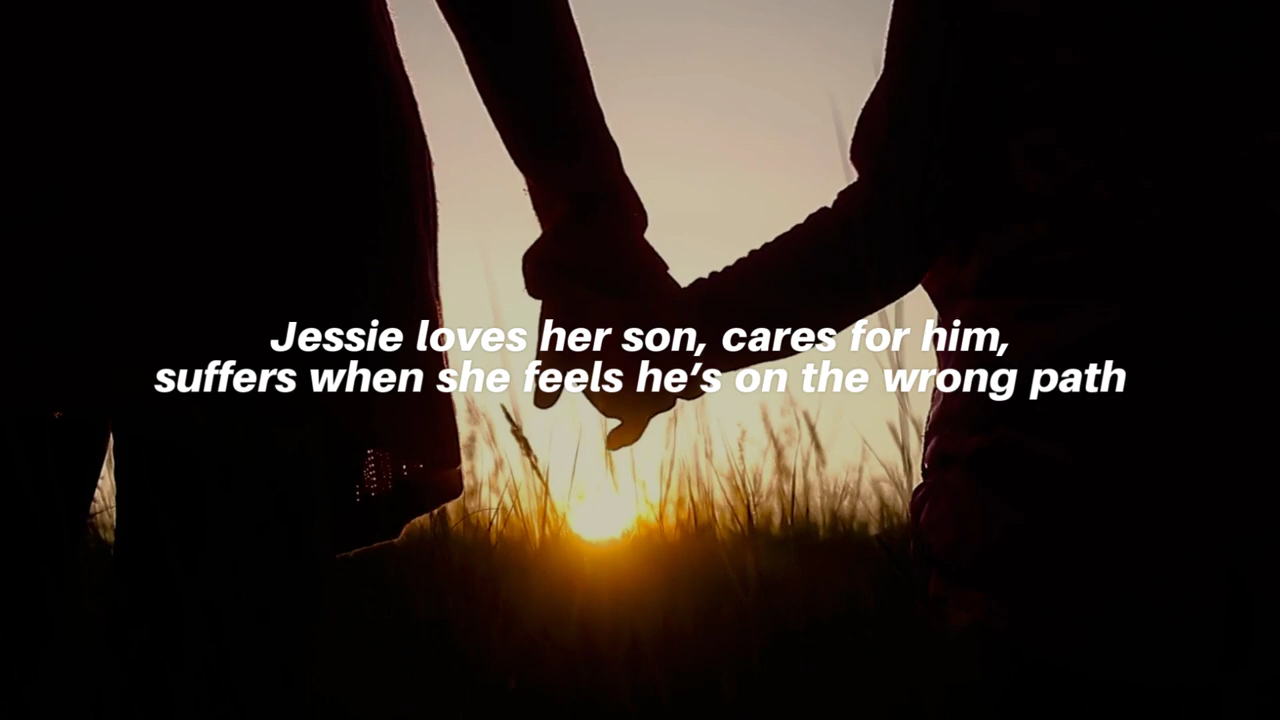 Jessie loves her son, cares for him,
suffers when she feels he's on the wrong path